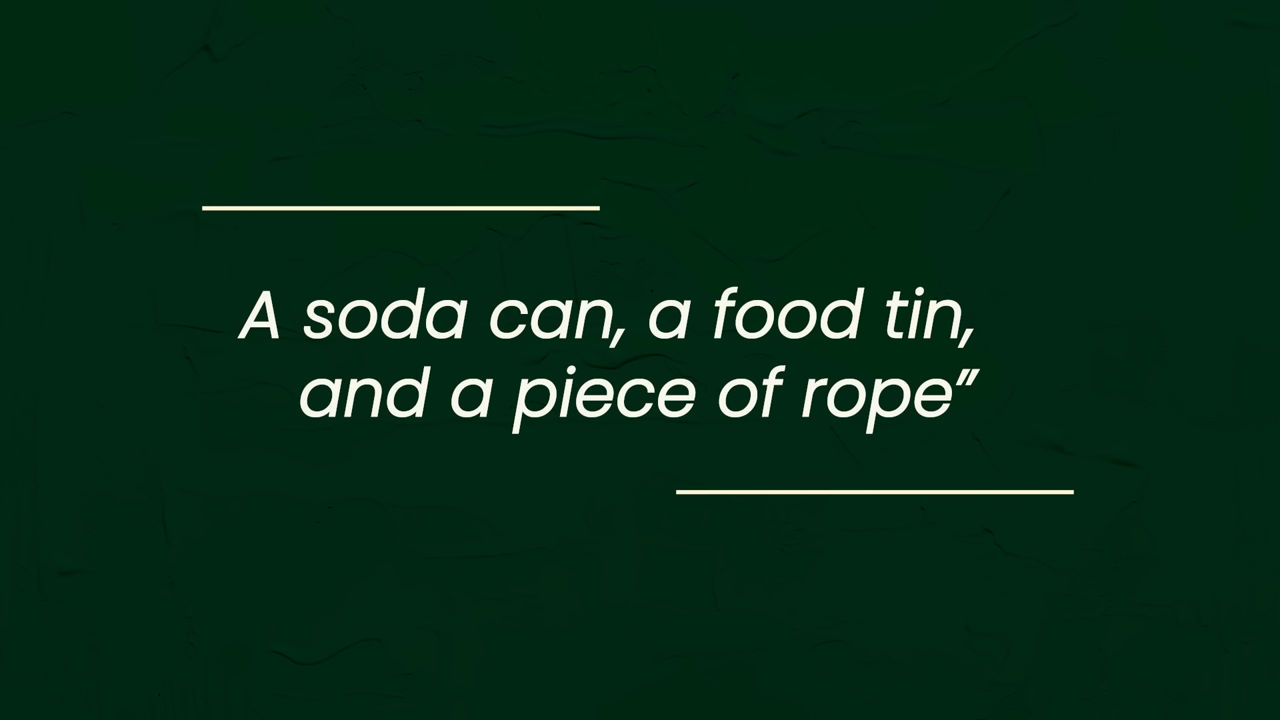 A soda can, a food tin,
and a piece of rope”